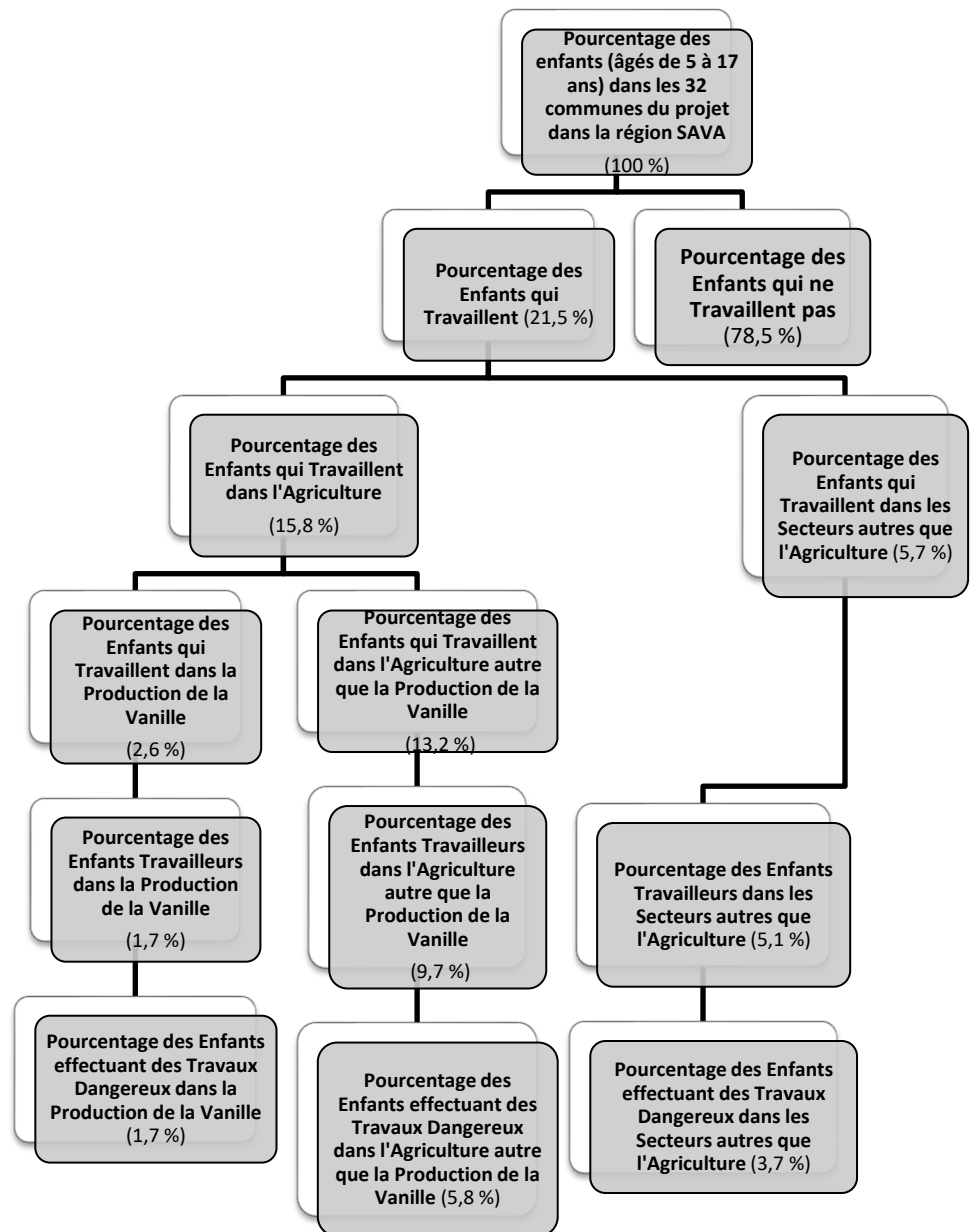 Pourcentage des
enfants (âgés de 5 à 17
ans) dans les 32
communes du projet
dans la région SAVA
(100 %)
Pourcentage des
Enfants qui
Travaillent (21,5 %)
Pourcentage des
Enfants qui ne
Travaillent pas
(78,5 %)
Pourcentage des
Enfants qui Travaillent
dans l'Agriculture
(15,8 %)
Pourcentage des
Enfants qui
Travaillent dans les
Secteurs autres que
l'Agriculture (5,7 %)
Pourcentage des
Enfants qui
Travaillent dans la
Production de la
Vanille
(2,6 %)
Pourcentage des
Enfants qui Travaillent
dans l'Agriculture autre
que la Production de la
Vanille
(13,2 %)
Pourcentage des
Enfants Travailleurs
dans la Production
de la Vanille
(1,7 %)
Pourcentage des
Enfants Travailleurs
dans l'Agriculture
autre que la
Production de la
Vanille
(9,7 %)
Pourcentage des Enfants
Travailleurs dans les
Secteurs autres que
l'Agriculture (5,1 %)
Pourcentage des Enfants
effectuant des Travaux
Dangereux dans la
Production de la Vanille
(1,7 %)
Pourcentage des
Enfants effectuant des
Travaux Dangereux
dans l'Agriculture autre
que la Production de la
Vanille (5,8 %)
Pourcentage des Enfants
effectuant des Travaux
Dangereux dans les
Secteurs autres que
l'Agriculture (3,7 %)